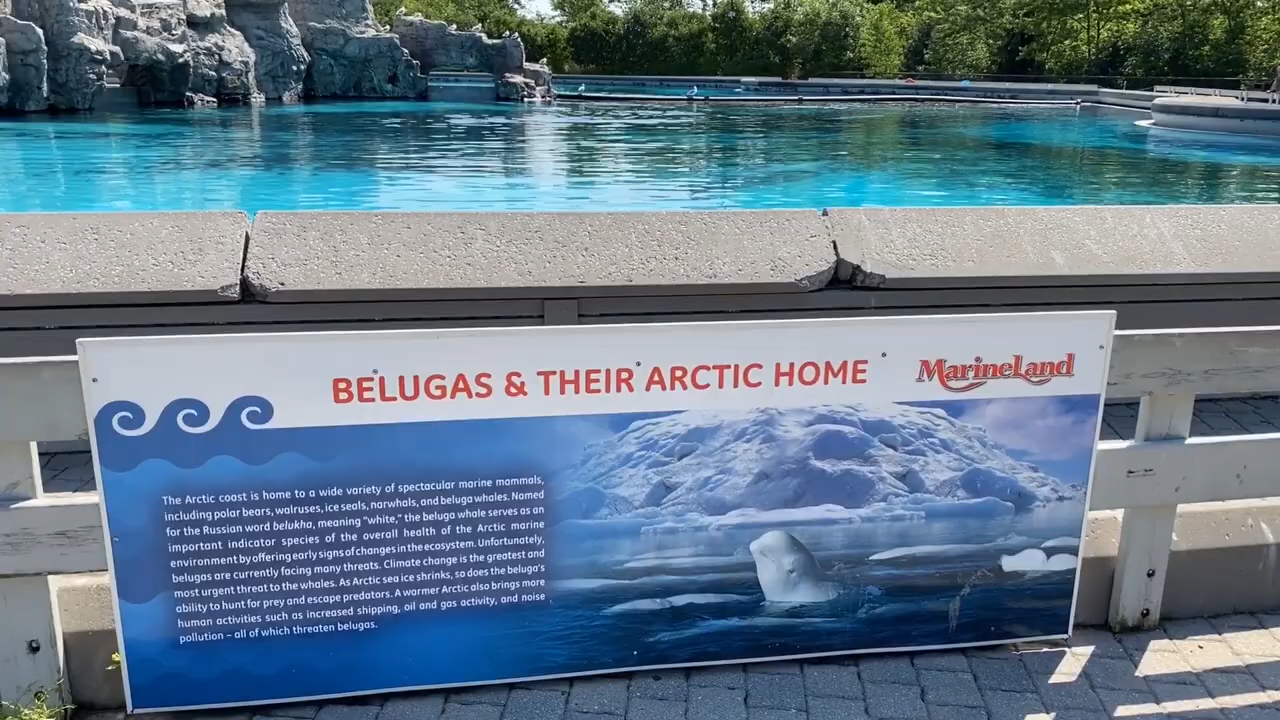 BELUGAS & THEIR ARCTIC HOME
MarineLand
The Arctic coast is home to a wide variety of spectacular marine mammals,
including polar bears, walruses, ice seals, narwhals, and beluga whales. Named
for the Russian word belukha, meaning “white,” the beluga whale serves as an
important indicator species of the overall health of the Arctic marine
environment by offering early signs of changes in the ecosystem. Unfortunately,
belugas are currently facing many threats. Climate change is the greatest and
most urgent threat to the whales. As Arctic sea ice shrinks, so does the beluga’s
ability to hunt for prey and escape predators. A warmer Arctic also brings more
human activities such as increased shipping, oil and gas activity, and noise
pollution – all of which threaten belugas.